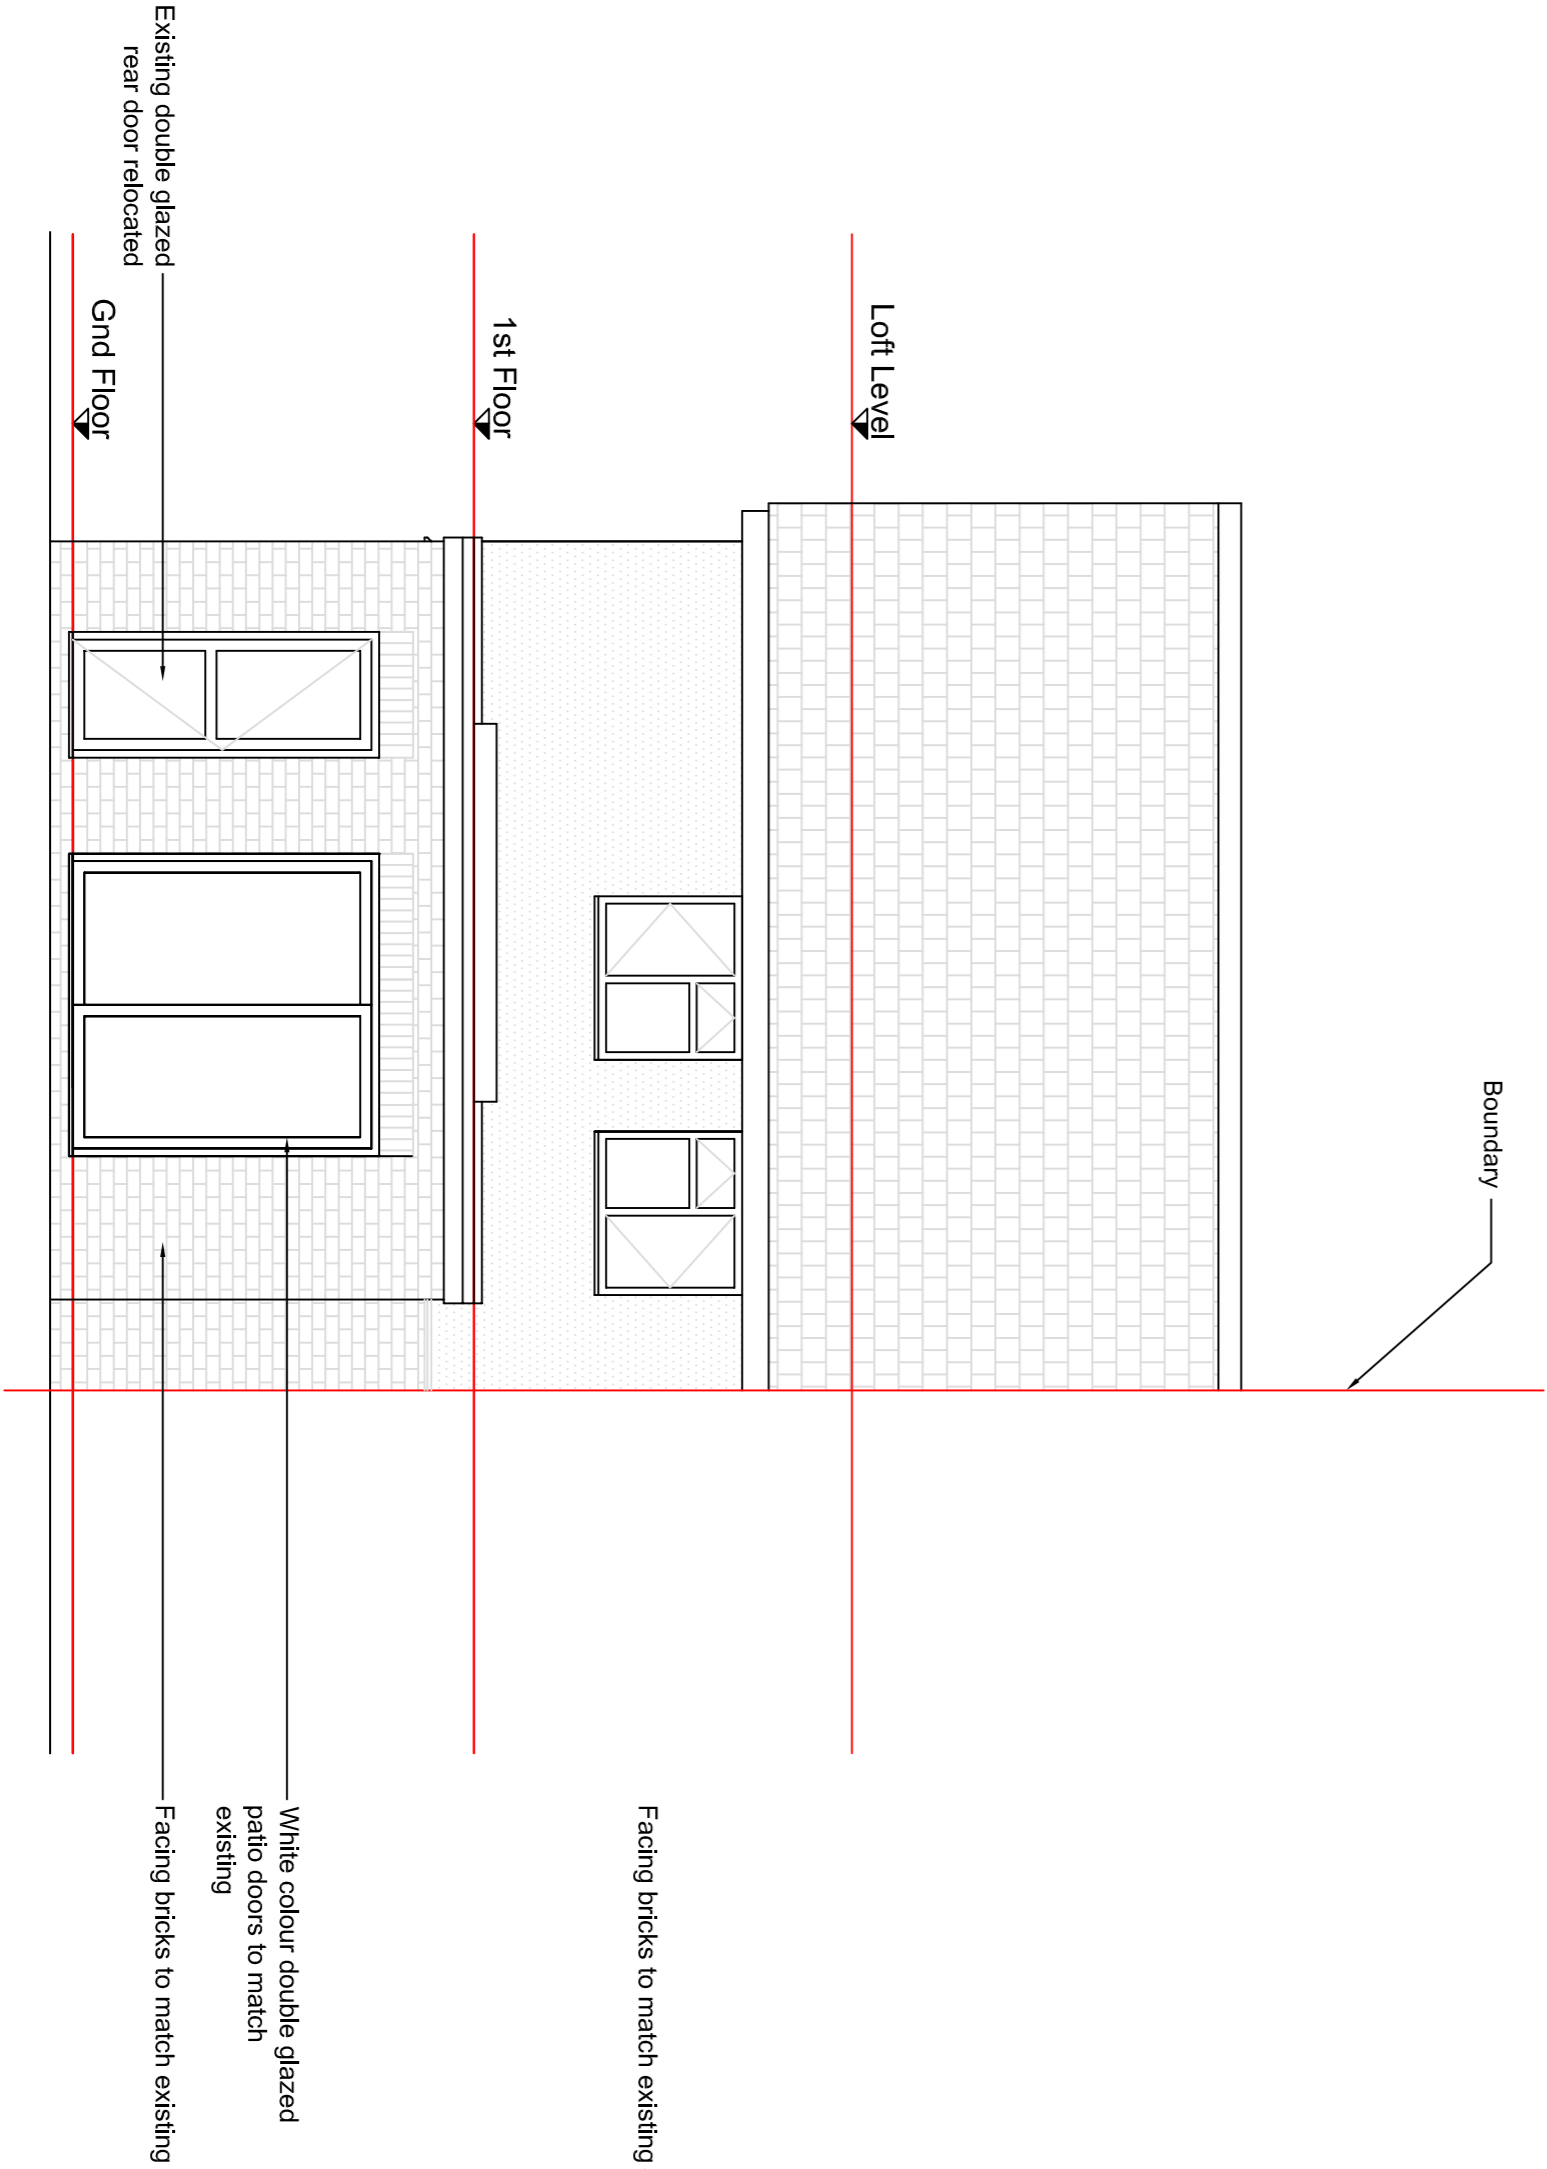 Boundary
Loft Level
1st Floor
Gnd Floor
Existing double glazed
rear door relocated
Facing bricks to match existing
White colour double glazed
patio doors to match
existing
Facing bricks to match existing